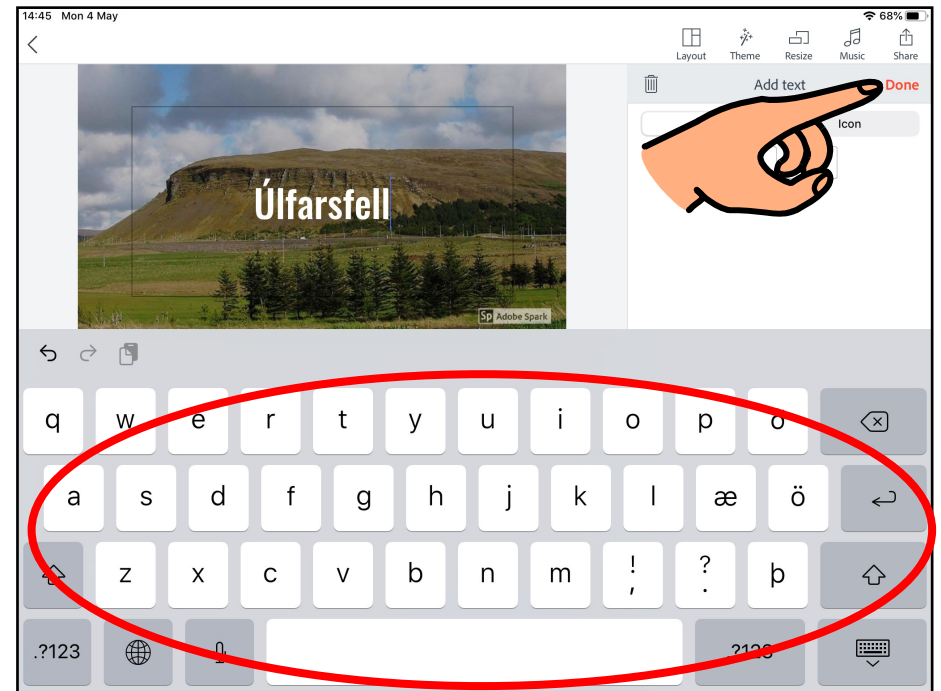 14:45 Mon 4 May 68%
Layout Theme Resize Music Share
Add text Done
Icon
Úlfarsfell
Sp Adobe Spark
q w e r t y u i o p
a s d f g h j k l æ ö
z x c v b n m ! , ? . þ
.?123 .?123